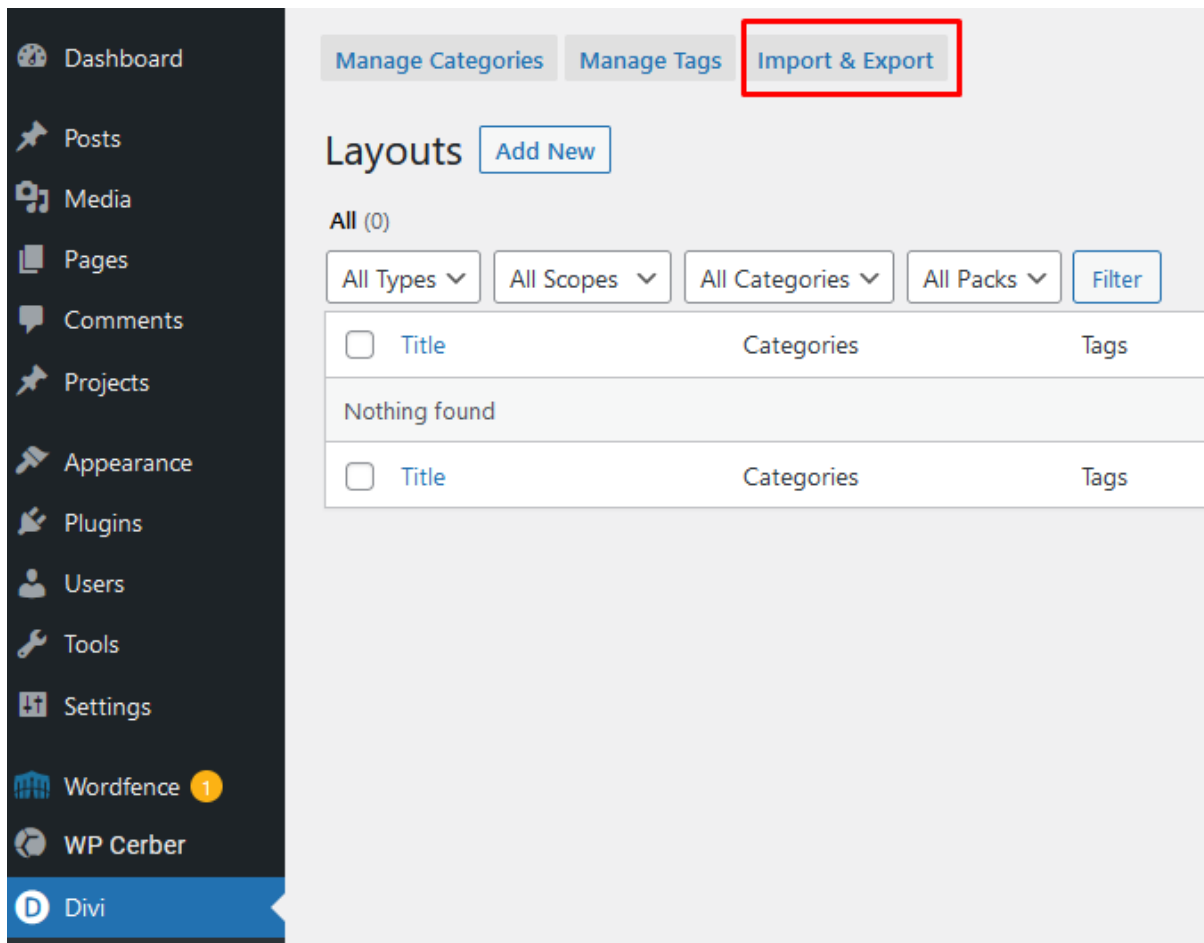 Dashboard
Posts
Media
Pages
Comments
Projects
Appearance
Plugins
Users
Tools
Settings
Wordfence 1
WP Cerber
D Divi
Manage Categories Manage Tags Import & Export
Layouts Add New
All (0)
All Types All Scopes All Categories All Packs Filter
Title Categories Tags
Nothing found
Title Categories Tags